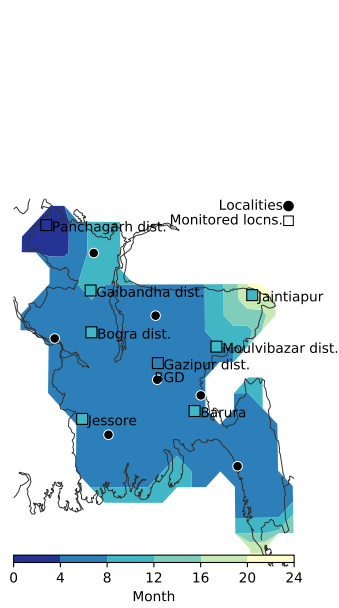 Localities
Monitored locns.
Panchagarh dist.
Gaibandha dist.
Jaintiapur
Bogra dist.
Moulvibazar dist.
Gazipur dist.
BGD
Barura
Jessore
0 4 8 12 16 20 24
Month